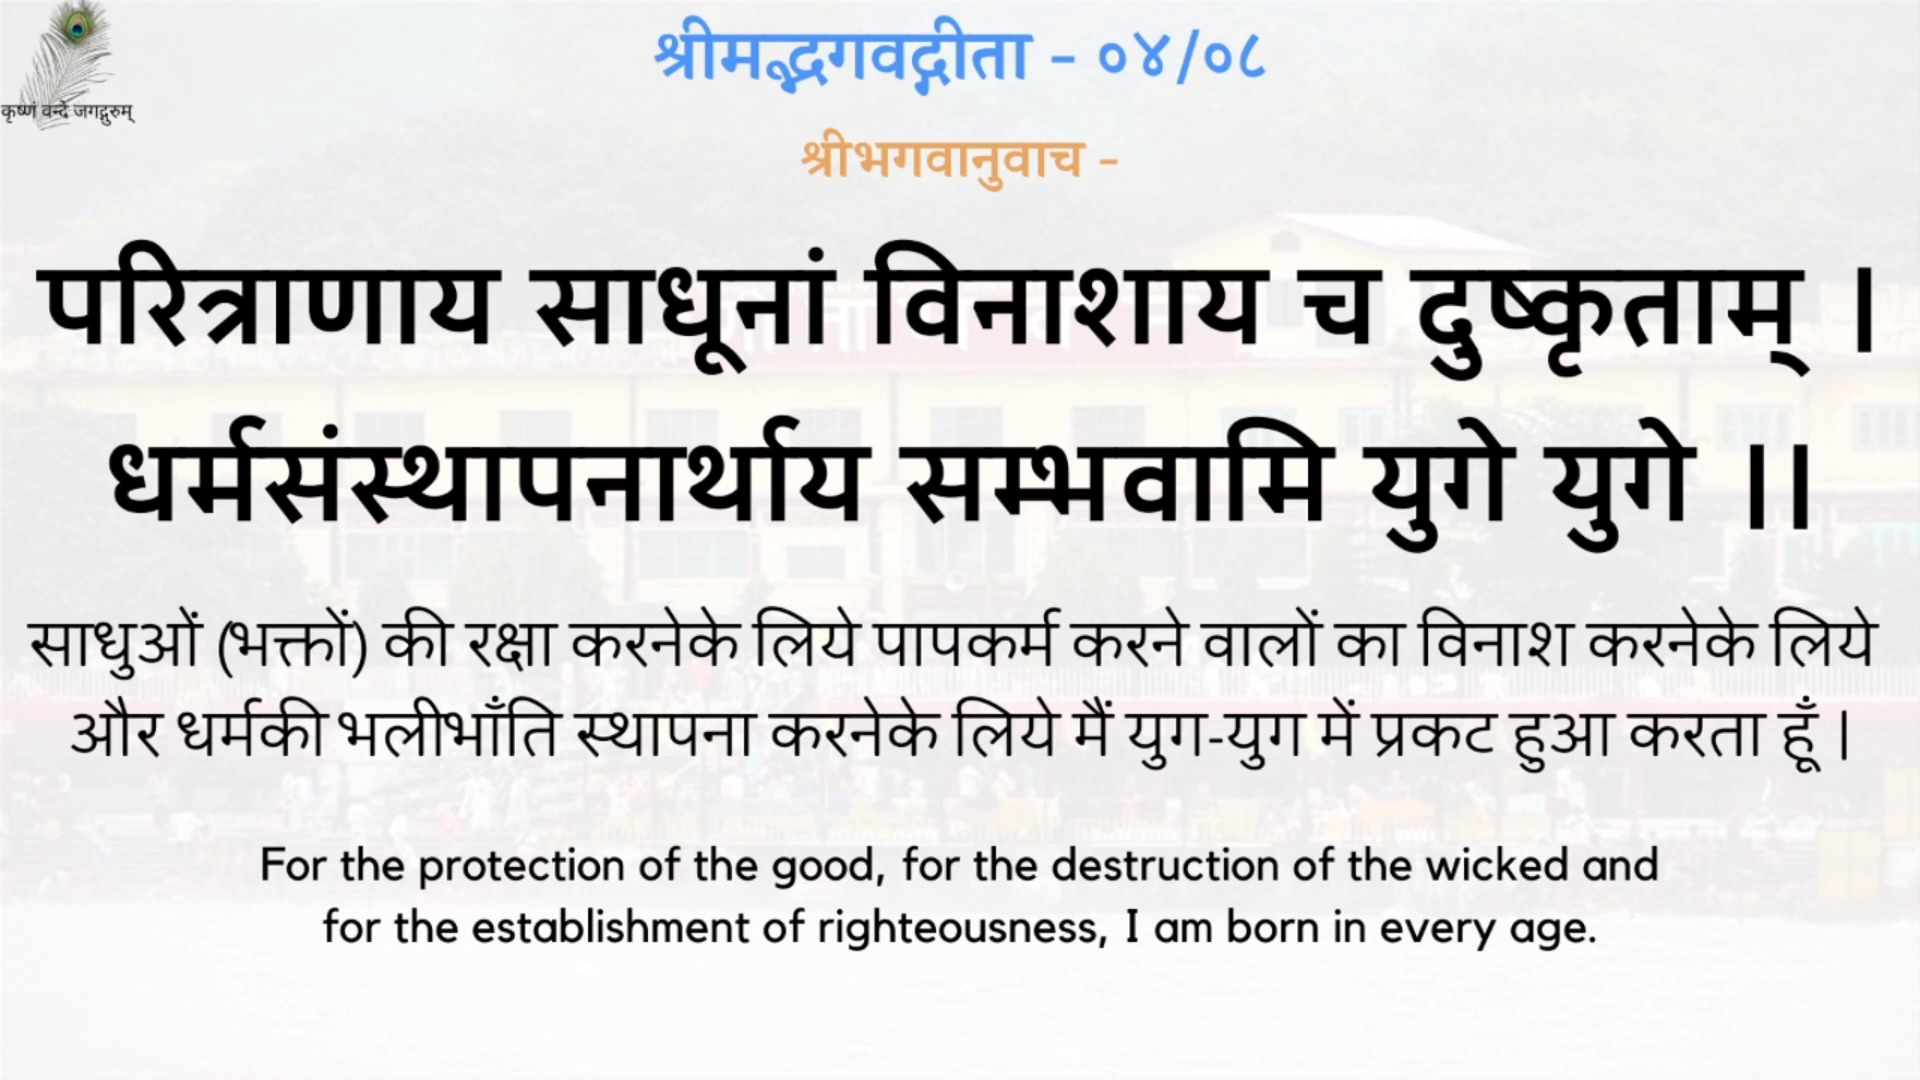 श्रीमद्भगवद्गीता - ०४/०८
कृष्णं वन्दे जगद्गुरुम्
श्रीभगवानुवाच -
परित्राणाय साधूनां विनाशाय च दुष्कृताम् ।
धर्मसंस्थापनार्थाय सम्भवामि युगे युगे ।।
साधुओं (भक्तों) की रक्षा करनेके लिये पापकर्म करने वालों का विनाश करनेके लिये
और धर्मकी भलीभाँति स्थापना करनेके लिये मैं युग-युग में प्रकट हुआ करता हूँ ।
For the protection of the good, for the destruction of the wicked and
for the establishment of righteousness, I am born in every age.